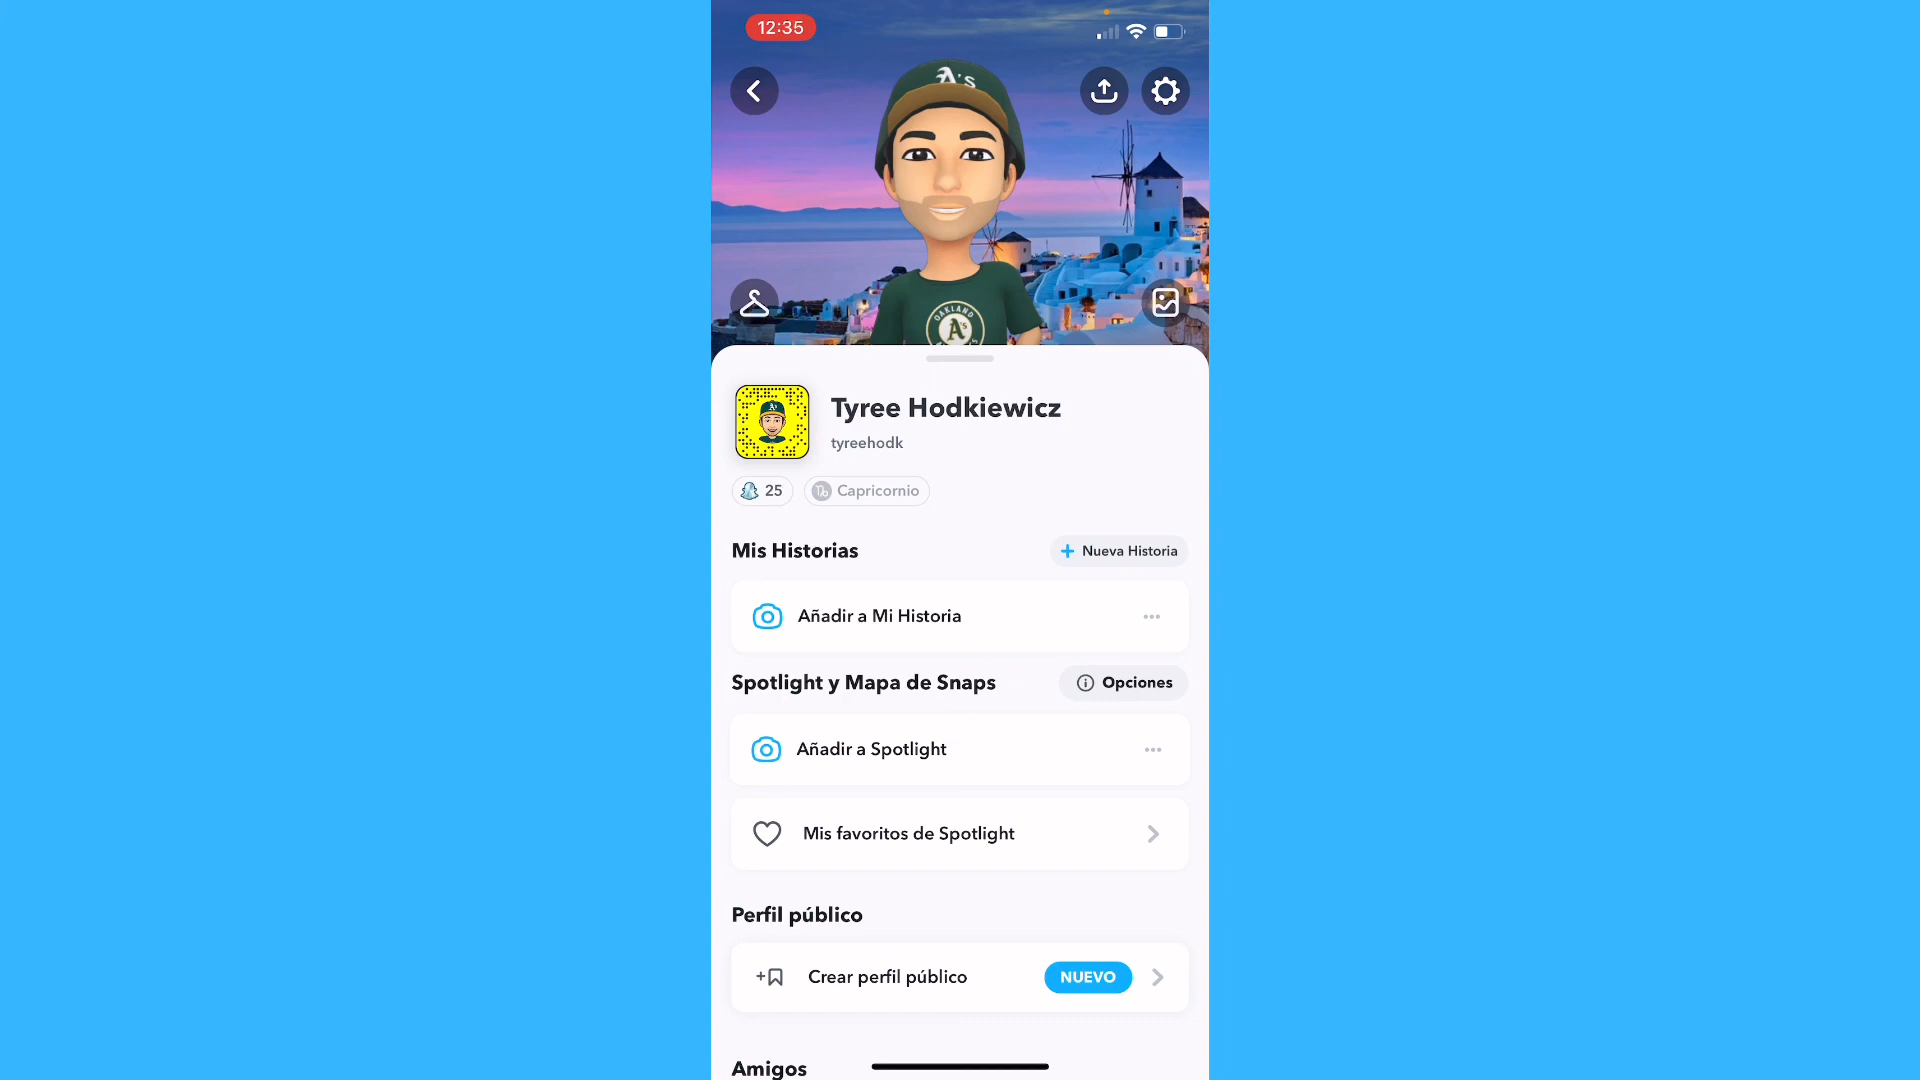 12:35
A's
OAKLAND
A's
Tyree Hodkiewicz
tyreehodk
25
Capricornio
Mis Historias
+ Nueva Historia
Añadir a Mi Historia
Spotlight y Mapa de Snaps
Opciones
Añadir a Spotlight
Mis favoritos de Spotlight
Perfil público
Crear perfil público
NUEVO
Amigos